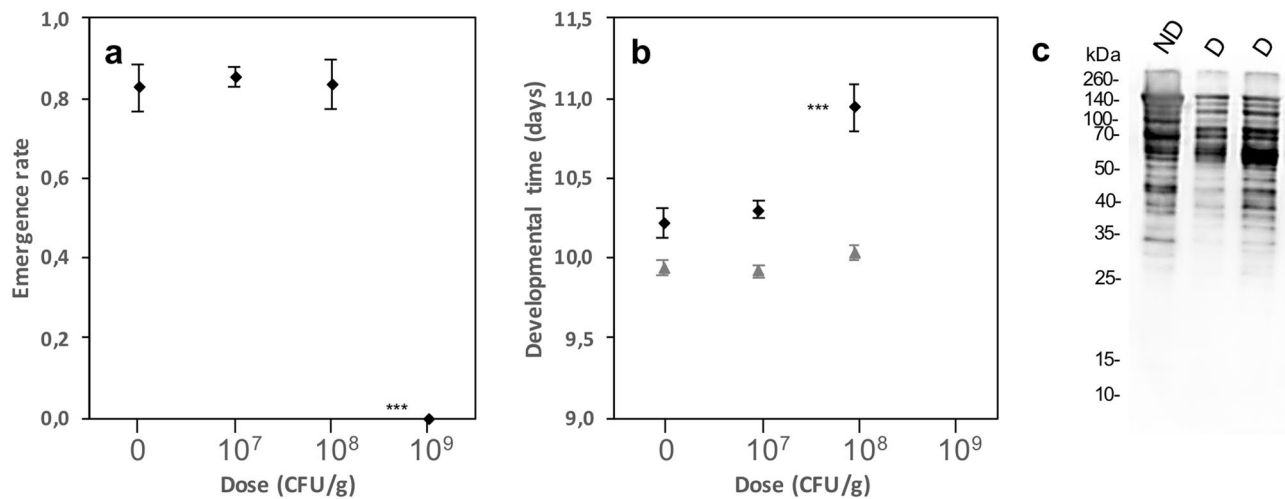 a
1,0
0,8
0,6
0,4
0,2
0,0
Emergence rate
***
0 10⁷ 10⁸ 10⁹
Dose (CFU/g)
b
11,5
11,0
10,5
10,0
9,5
9,0
Developmental time (days)
***
0 10⁷ 10⁸ 10⁹
Dose (CFU/g)
c
kDa ND D D
260-
140-
100-
70-
50-
40-
35-
25-
15-
10-